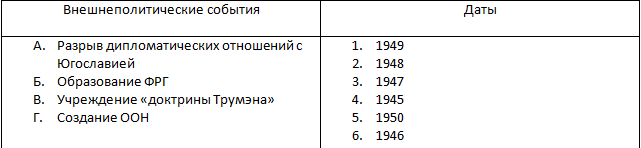 Внешнеполитические события Даты
А. Разрыв дипломатических отношений с 1. 1949
Югославией 2. 1948
Б. Образование ФРГ 3. 1947
В. Учреждение «доктрины Трумэна» 4. 1945
Г. Создание ООН 5. 1950
6. 1946